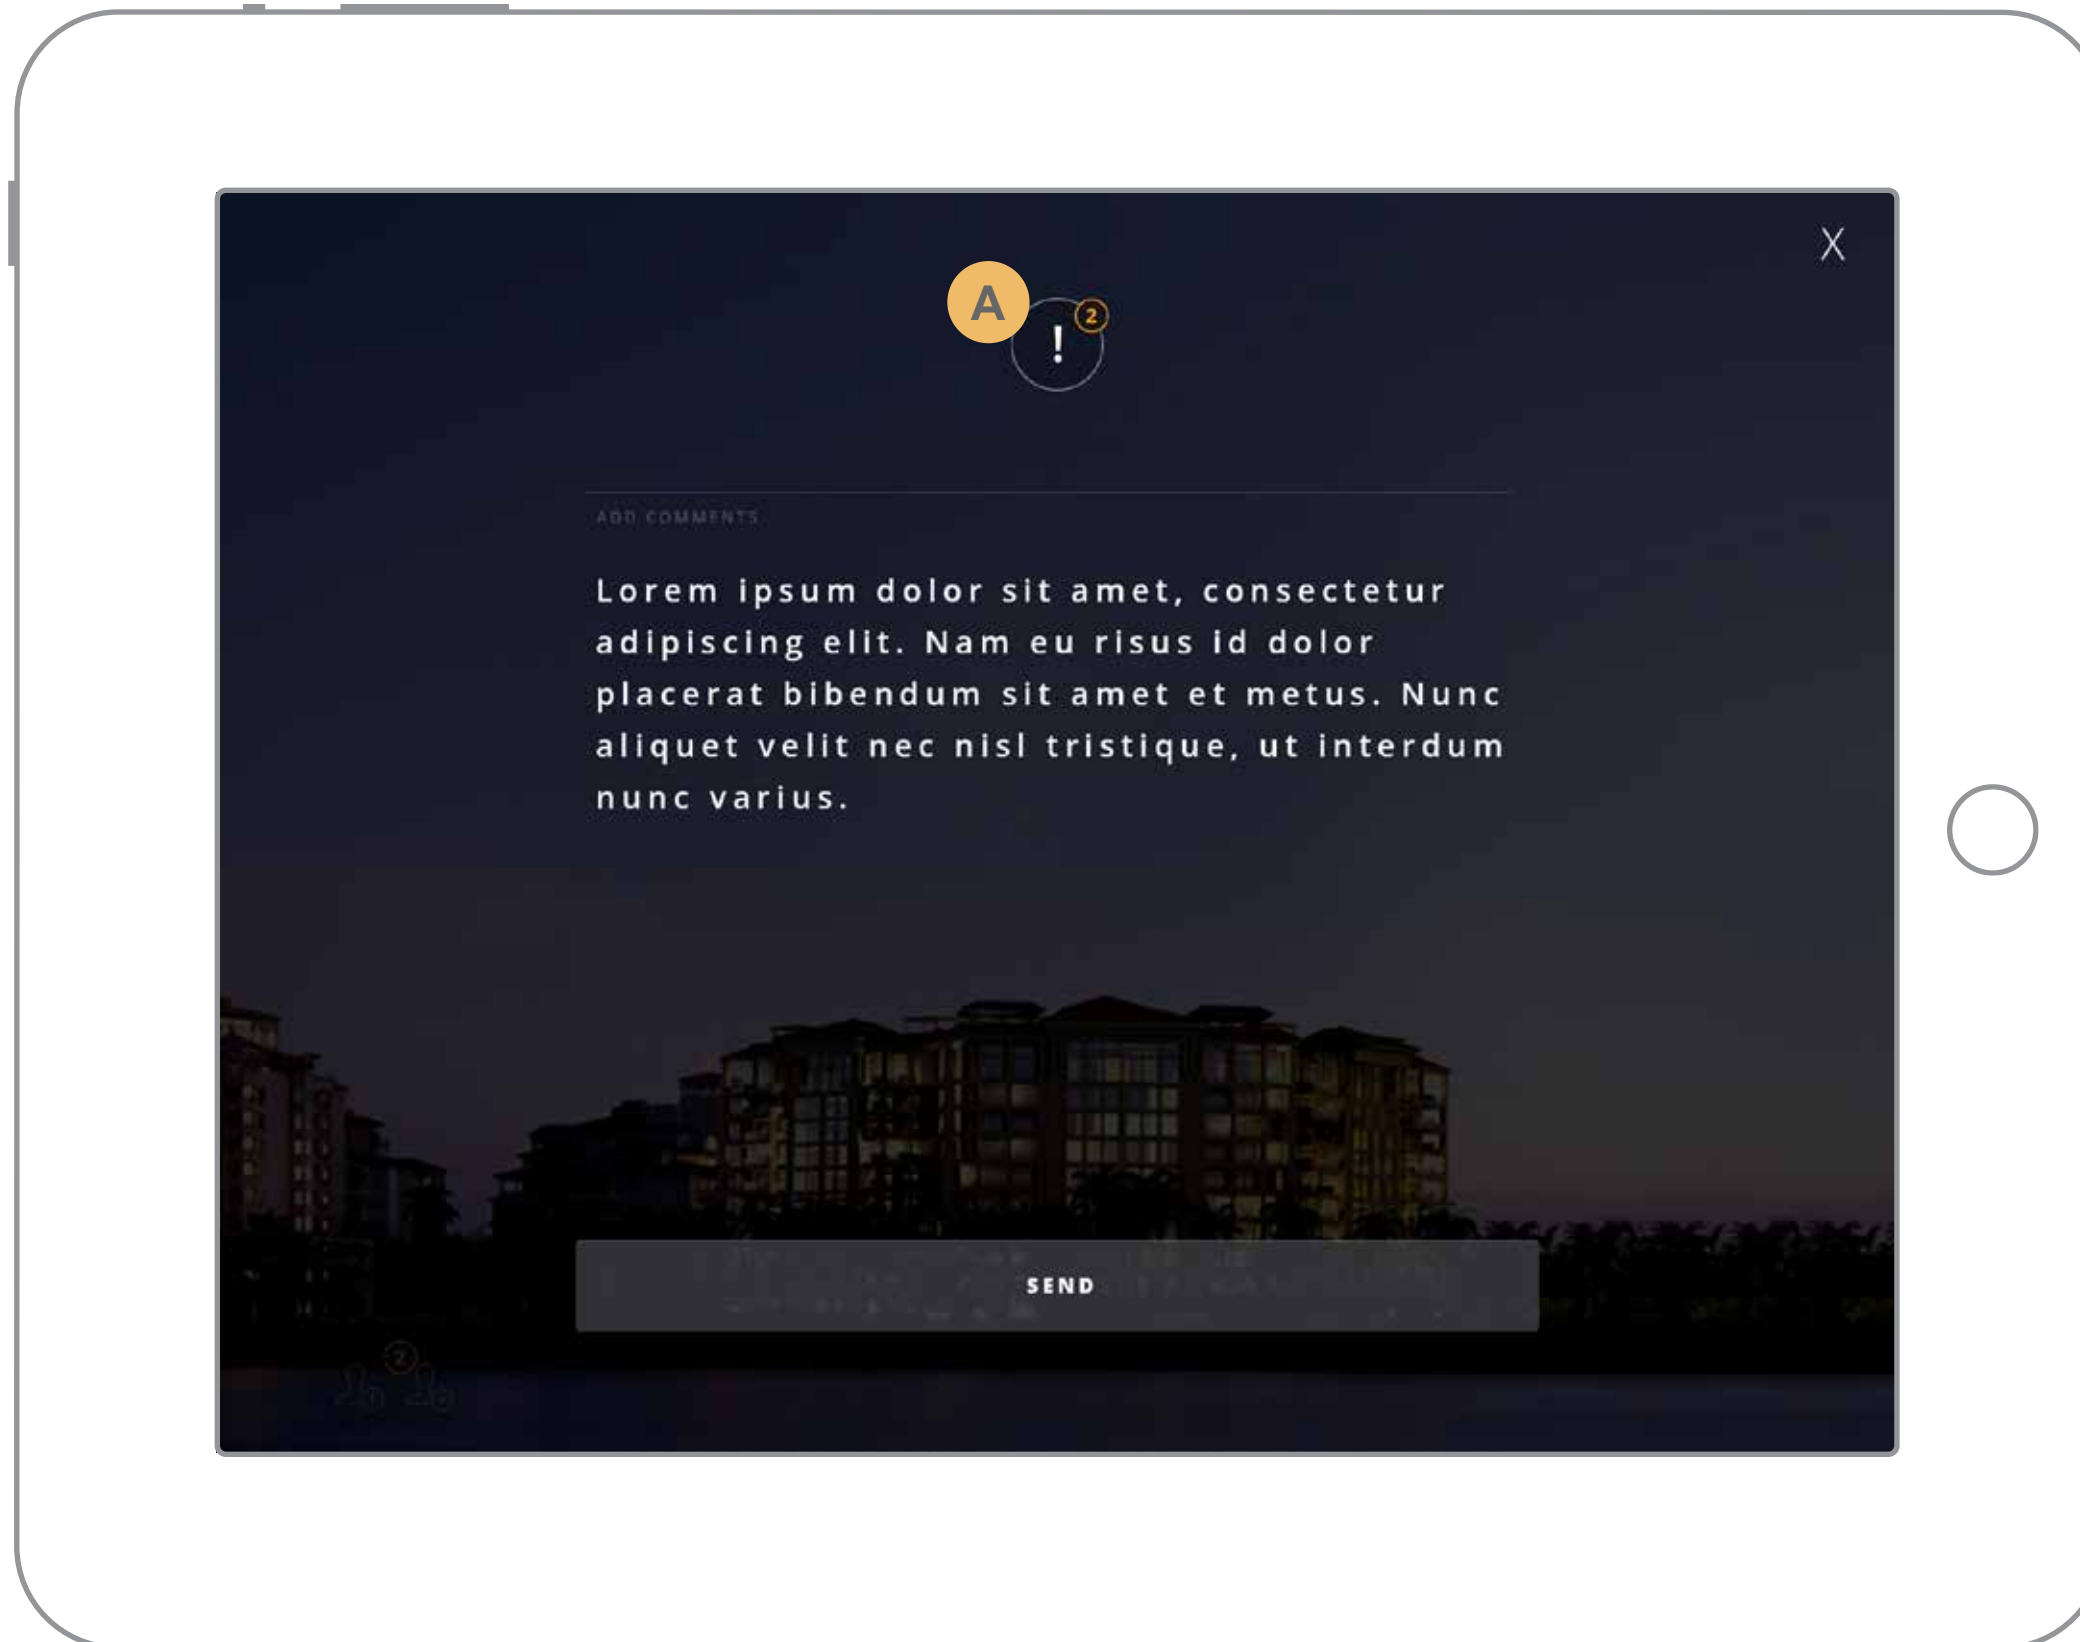 X
A
! 2
ADD COMMENTS
Lorem ipsum dolor sit amet, consectetur
adipiscing elit. Nam eu risus id dolor
placerat bibendum sit amet et metus. Nunc
aliquet velit nec nisl tristique, ut interdum
nunc varius.
SEND
2